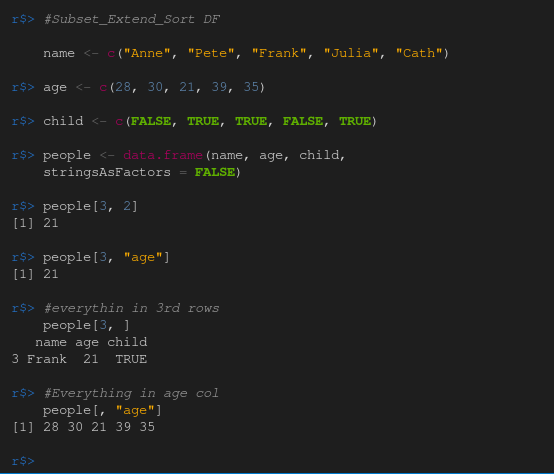 r$> #Subset_Extend_Sort DF
name <- c("Anne", "Pete", "Frank", "Julia", "Cath")
r$> age <- c(28, 30, 21, 39, 35)
r$> child <- c(FALSE, TRUE, TRUE, FALSE, TRUE)
r$> people <- data.frame(name, age, child,
stringsAsFactors = FALSE)
r$> people[3, 2]
[1] 21
r$> people[3, "age"]
[1] 21
r$> #everythin in 3rd rows
people[3, ]
name age child
3 Frank  21  TRUE
r$> #Everything in age col
people[, "age"]
[1] 28 30 21 39 35
r$>